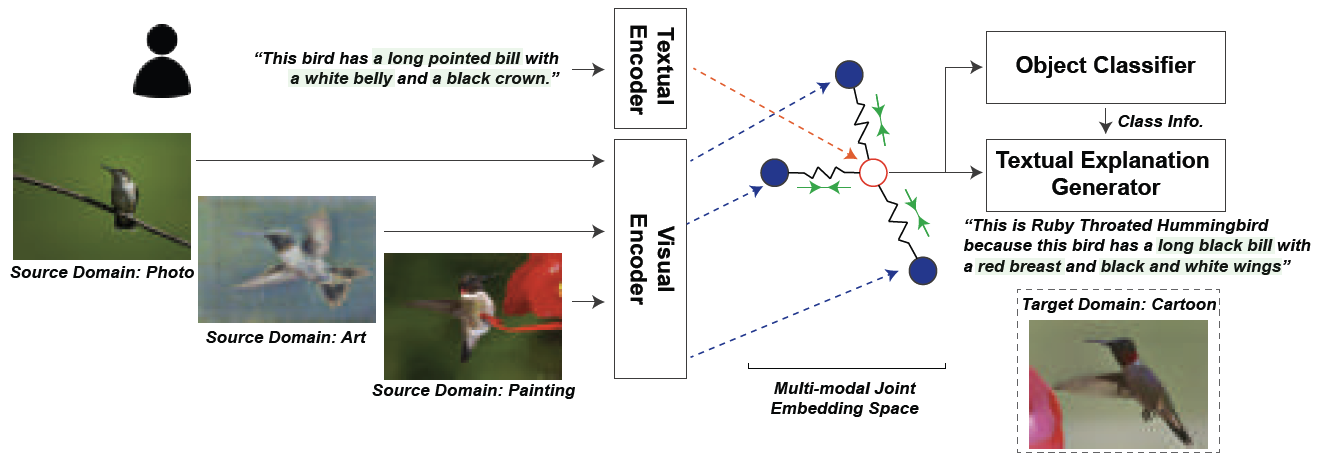 “This bird has a long pointed bill with
a white belly and a black crown.”
Textual
Encoder
Object Classifier
Class Info.
Textual Explanation
Generator
Visual
Encoder
“This is Ruby Throated Hummingbird
because this bird has a long black bill with
a red breast and black and white wings”
Source Domain: Photo
Source Domain: Art
Source Domain: Painting
Multi-modal Joint
Embedding Space
Target Domain: Cartoon